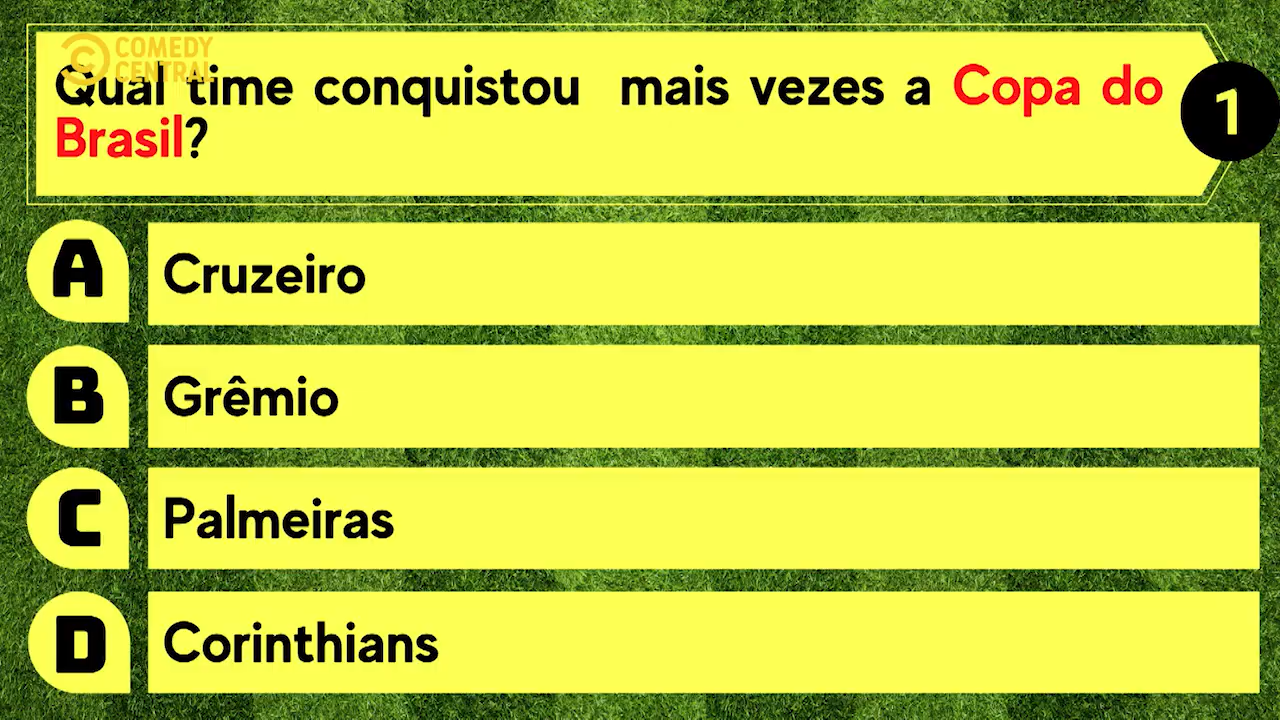 COMEDY
CENTRAL
Qual time conquistou mais vezes a Copa do
Brasil?
1
A
Cruzeiro
B
Grêmio
C
Palmeiras
D
Corinthians